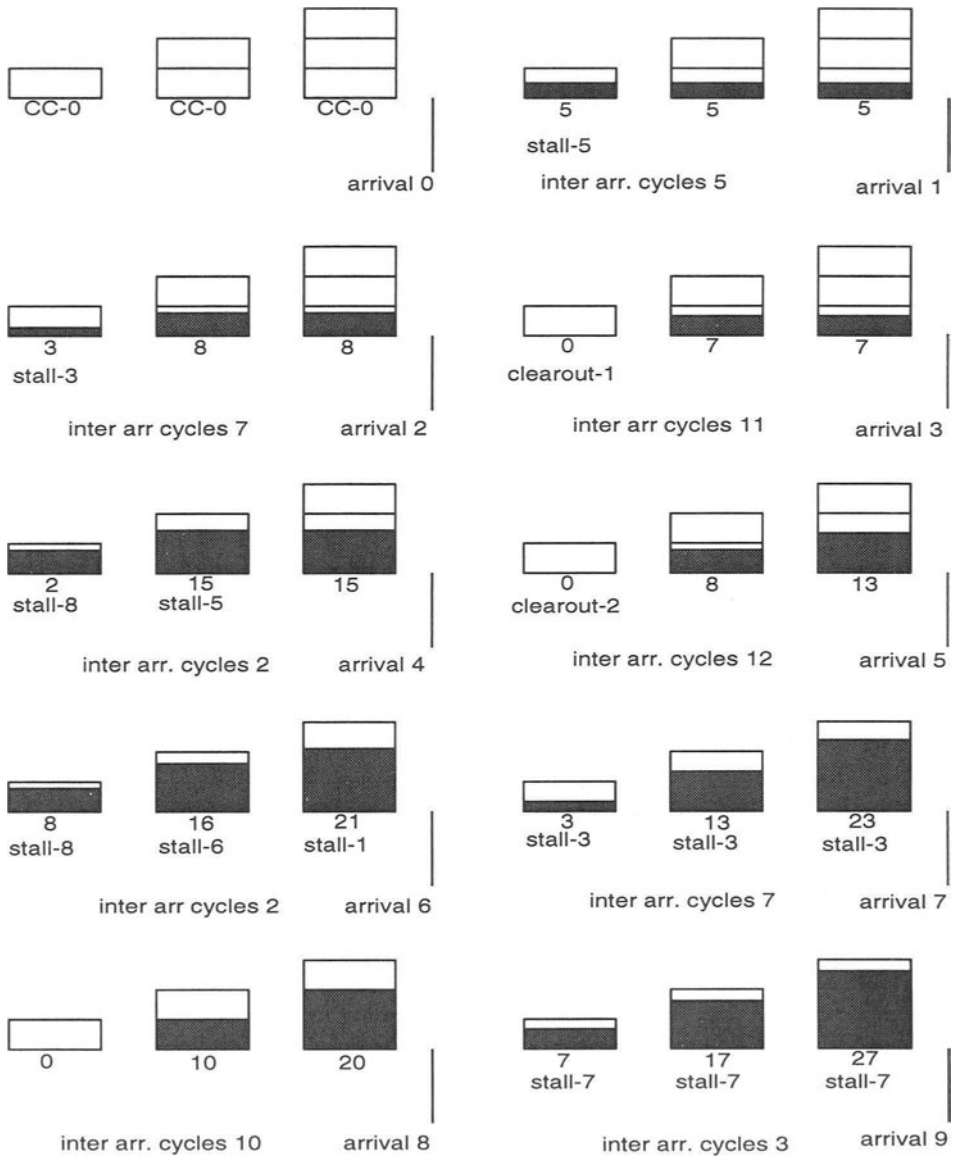 CC-0 CC-0 CC-0
arrival 0
5 5 5
stall-5
inter arr. cycles 5 arrival 1
3 8 8
stall-3
inter arr cycles 7 arrival 2
0 7 7
clearout-1
inter arr cycles 11 arrival 3
2 15 15
stall-8 stall-5
inter arr. cycles 2 arrival 4
0 8 13
clearout-2
inter arr. cycles 12 arrival 5
8 16 21
stall-8 stall-6 stall-1
inter arr cycles 2 arrival 6
3 13 23
stall-3 stall-3 stall-3
inter arr. cycles 7 arrival 7
0 10 20
inter arr. cycles 10 arrival 8
7 17 27
stall-7 stall-7 stall-7
inter arr. cycles 3 arrival 9